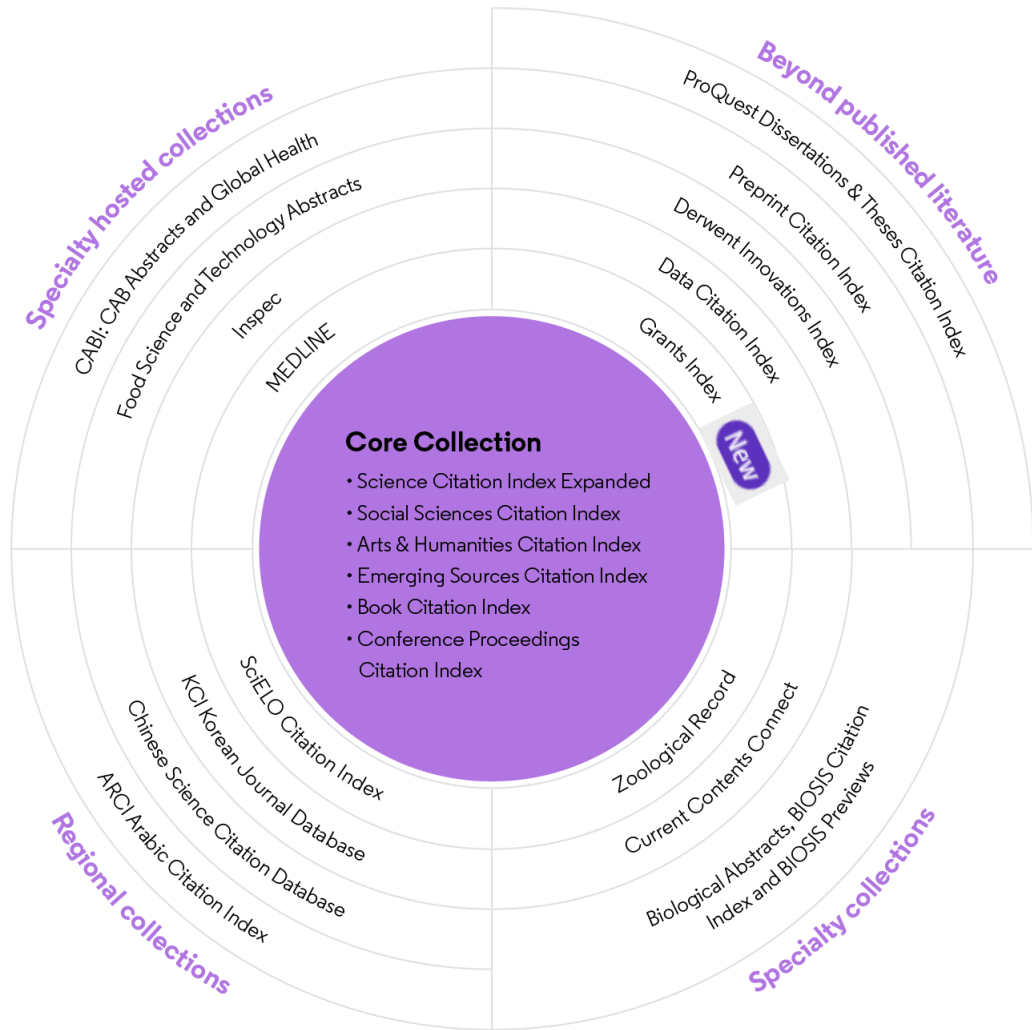 Specialty hosted collections
CABI: CAB Abstracts and Global Health
Food Science and Technology Abstracts
Inspec
MEDLINE
Beyond published literature
ProQuest Dissertations & Theses Citation Index
Preprint Citation Index
Derwent Innovations Index
Data Citation Index
Grants Index
New
Core Collection
• Science Citation Index Expanded
• Social Sciences Citation Index
• Arts & Humanities Citation Index
• Emerging Sources Citation Index
• Book Citation Index
• Conference Proceedings
Citation Index
SciELO Citation Index
KCI Korean Journal Database
Chinese Science Citation Database
ARCI Arabic Citation Index
Regional collections
Zoological Record
Current Contents Connect
Biological Abstracts, BIOSIS Citation
Index and BIOSIS Previews
Specialty collections